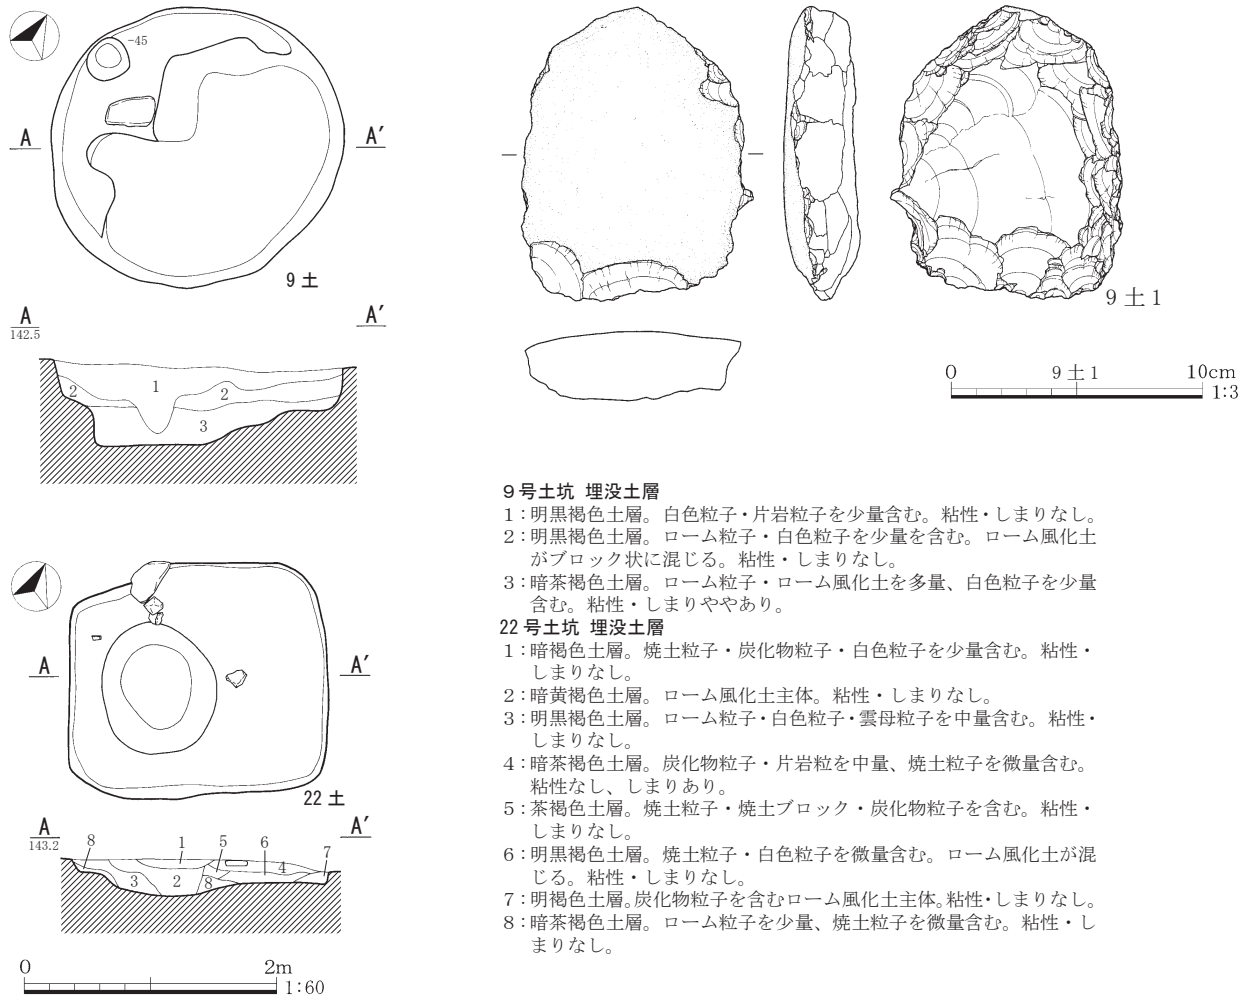 -45
A
A′
9 土
A
142.5
A′
1
2
2
3
9 土 1
0
9 土 1
10cm
1:3
9 号土坑 埋没土層
1：明黒褐色土層。白色粒子・片岩粒子を少量含む。粘性・しまりなし。
2：明黒褐色土層。ローム粒子・白色粒子を少量を含む。ローム風化土
がブロック状に混じる。粘性・しまりなし。
3：暗茶褐色土層。ローム粒子・ローム風化土を多量、白色粒子を少量
含む。粘性・しまりややあり。
22 号土坑 埋没土層
1：暗褐色土層。焼土粒子・炭化物粒子・白色粒子を少量含む。粘性・
しまりなし。
2：暗黄褐色土層。ローム風化土主体。粘性・しまりなし。
3：明黒褐色土層。ローム粒子・白色粒子・雲母粒子を中量含む。粘性・
しまりなし。
4：暗茶褐色土層。炭化物粒子・片岩粒を中量、焼土粒子を微量含む。
粘性なし、しまりあり。
5：茶褐色土層。焼土粒子・焼土ブロック・炭化物粒子を含む。粘性・
しまりなし。
6：明黒褐色土層。焼土粒子・白色粒子を微量含む。ローム風化土が混
じる。粘性・しまりなし。
7：明褐色土層。炭化物粒子を含むローム風化土主体。粘性・しまりなし。
8：暗茶褐色土層。ローム粒子を少量、焼土粒子を微量含む。粘性・し
まりなし。
A
A′
22 土
A
143.2
A′
8
1
5
6
7
3
2
8
4
0
2m
1:60